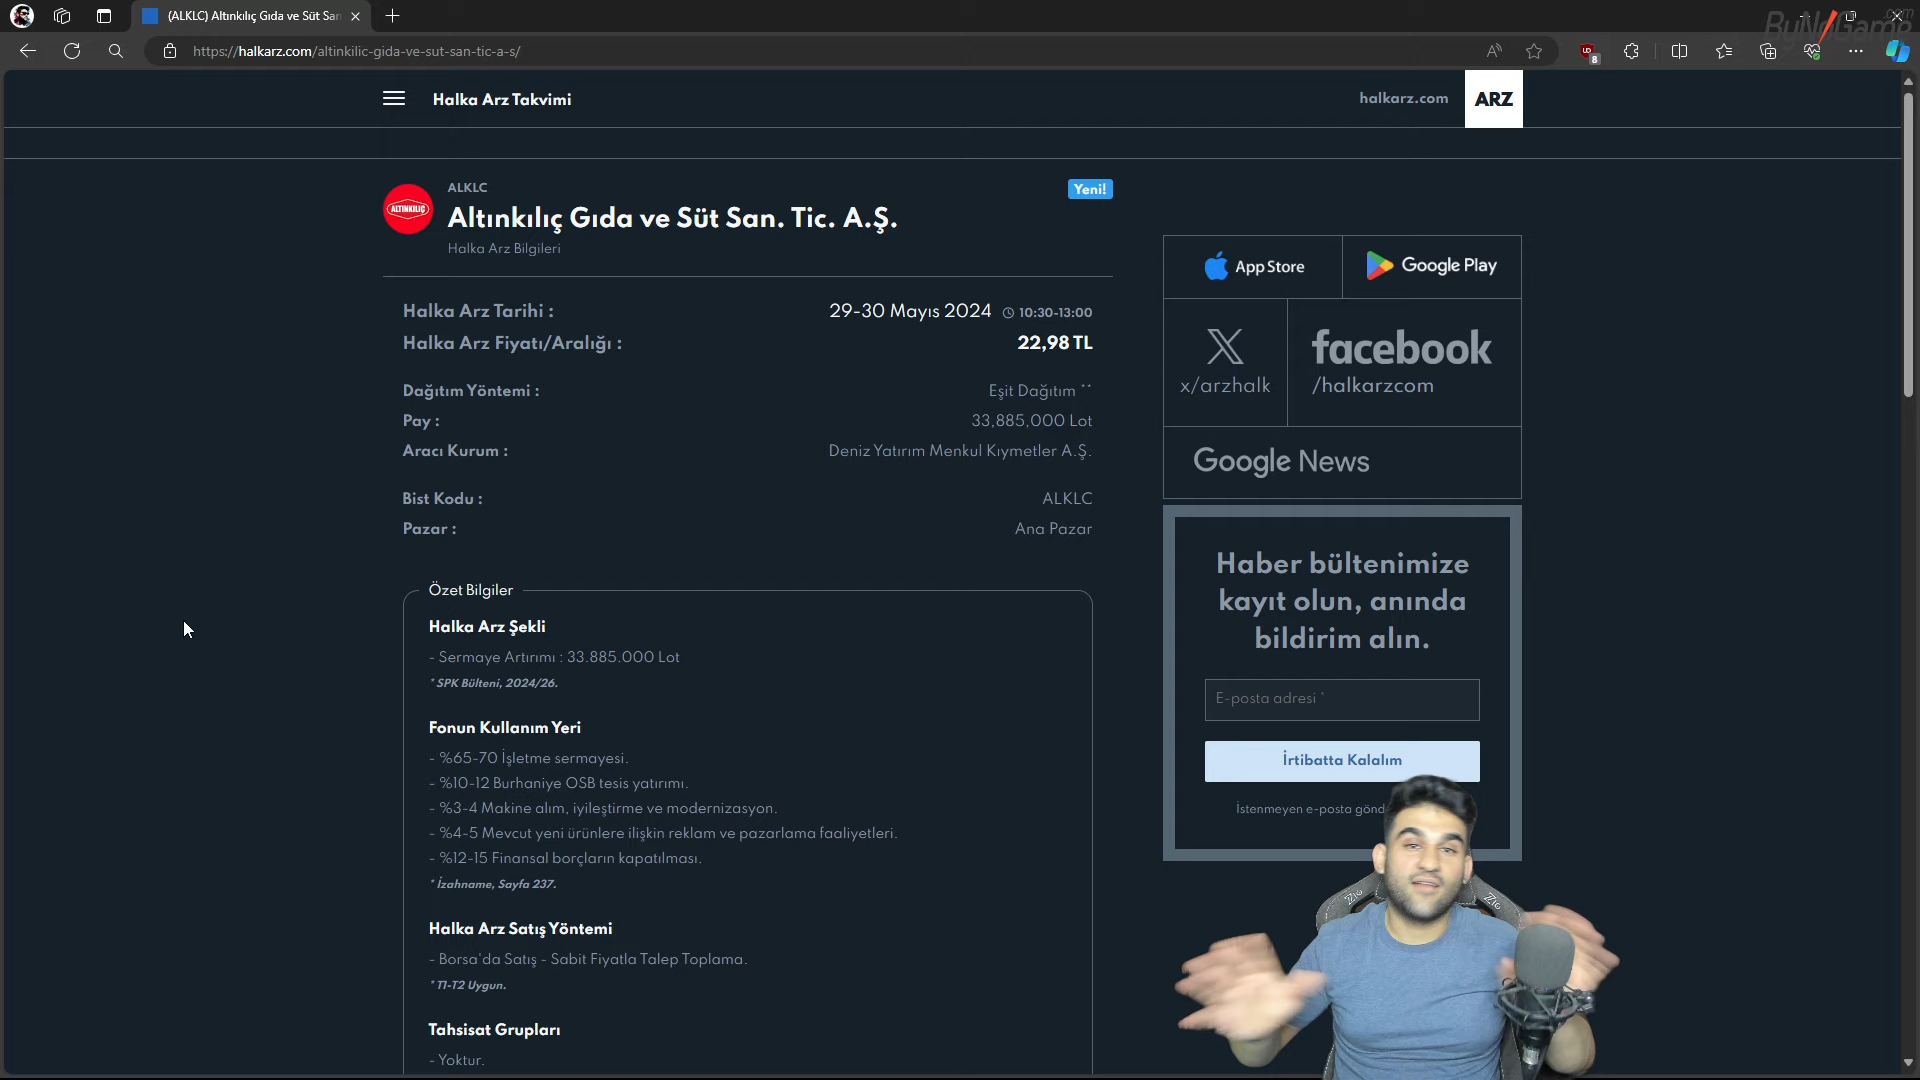 (ALKLC) Altınkılıç Gıda ve Süt San
https://halkarz.com/altinkilic-gida-ve-sut-san-tic-a-s/
8
ByNoGame.com
Halka Arz Takvimi
halkarz.com
ARZ
ALTINKILIÇ
ALKLC
Yeni!
Altınkılıç Gıda ve Süt San. Tic. A.Ş.
Halka Arz Bilgileri
Halka Arz Tarihi :
29-30 Mayıs 2024 10:30-13:00
Halka Arz Fiyatı/Aralığı :
22,98 TL
Dağıtım Yöntemi :
Eşit Dağıtım **
Pay :
33,885,000 Lot
Aracı Kurum :
Deniz Yatırım Menkul Kıymetler A.Ş.
Bist Kodu :
ALKLC
Pazar :
Ana Pazar
Özet Bilgiler
Halka Arz Şekli
- Sermaye Artırımı : 33.885.000 Lot
* SPK Bülteni, 2024/26.
Fonun Kullanım Yeri
- %65-70 İşletme sermayesi.
- %10-12 Burhaniye OSB tesis yatırımı.
- %3-4 Makine alım, iyileştirme ve modernizasyon.
- %4-5 Mevcut yeni ürünlere ilişkin reklam ve pazarlama faaliyetleri.
- %12-15 Finansal borçların kapatılması.
* İzahname, Sayfa 237.
Halka Arz Satış Yöntemi
- Borsa'da Satış - Sabit Fiyatla Talep Toplama.
* T1-T2 Uygun.
Tahsisat Grupları
- Yoktur.
App Store
Google Play
x/arzhalk
facebook
/halkarzcom
Google News
Haber bültenimize
kayıt olun, anında
bildirim alın.
E-posta adresi *
İrtibatta Kalalım
İstenmeyen e-posta gönd